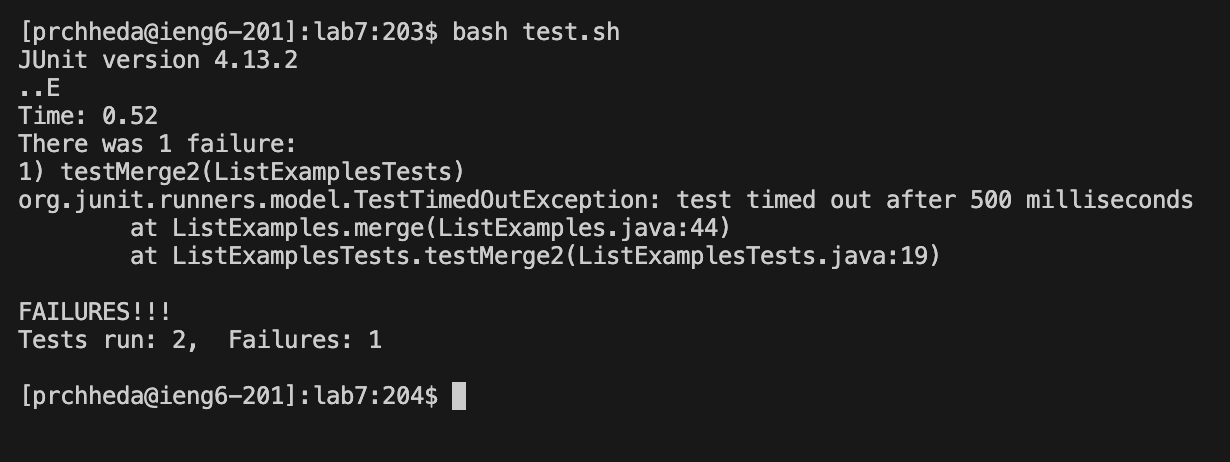 [prchheda@ieng6-201]:lab7:203$ bash test.sh
JUnit version 4.13.2
..E
Time: 0.52
There was 1 failure:
1) testMerge2(ListExamplesTests)
org.junit.runners.model.TestTimedOutException: test timed out after 500 milliseconds
        at ListExamples.merge(ListExamples.java:44)
        at ListExamplesTests.testMerge2(ListExamplesTests.java:19)
FAILURES!!!
Tests run: 2,  Failures: 1
[prchheda@ieng6-201]:lab7:204$